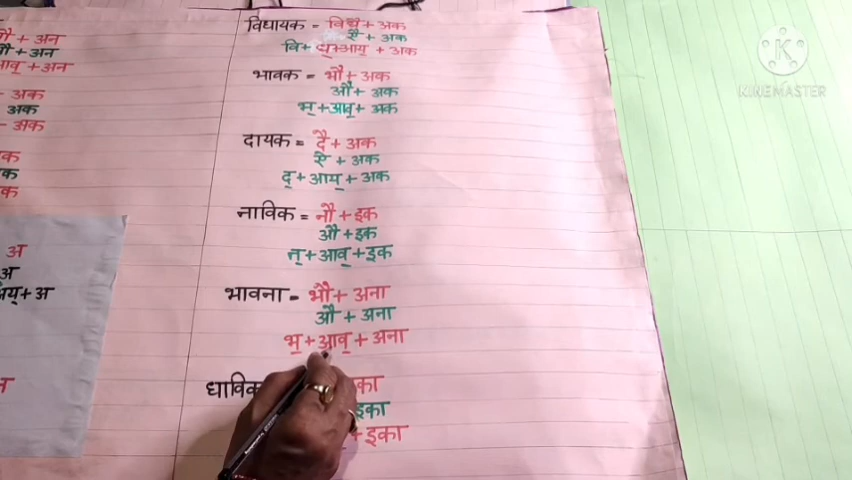 ौ + अन
ौ + अन
ाव् + अन
+ अक
अक
+ अक
क
क
क
अ
अ
अय् + अ
न
विधायक = विधै + अक
ऐ + अक
वि + ध् + आय् + अक
भावक = भौ + अक
औ + अक
भ् + आव् + अक
दायक = दै + अक
ऐ + अक
द् + आय् + अक
नाविक = नौ + इक
औ + इक
न् + आव् + इक
भावना = भौ + अना
औ + अना
भ् + आव् + अना
धाविक
का
इका
+ इका
KINEMASTER